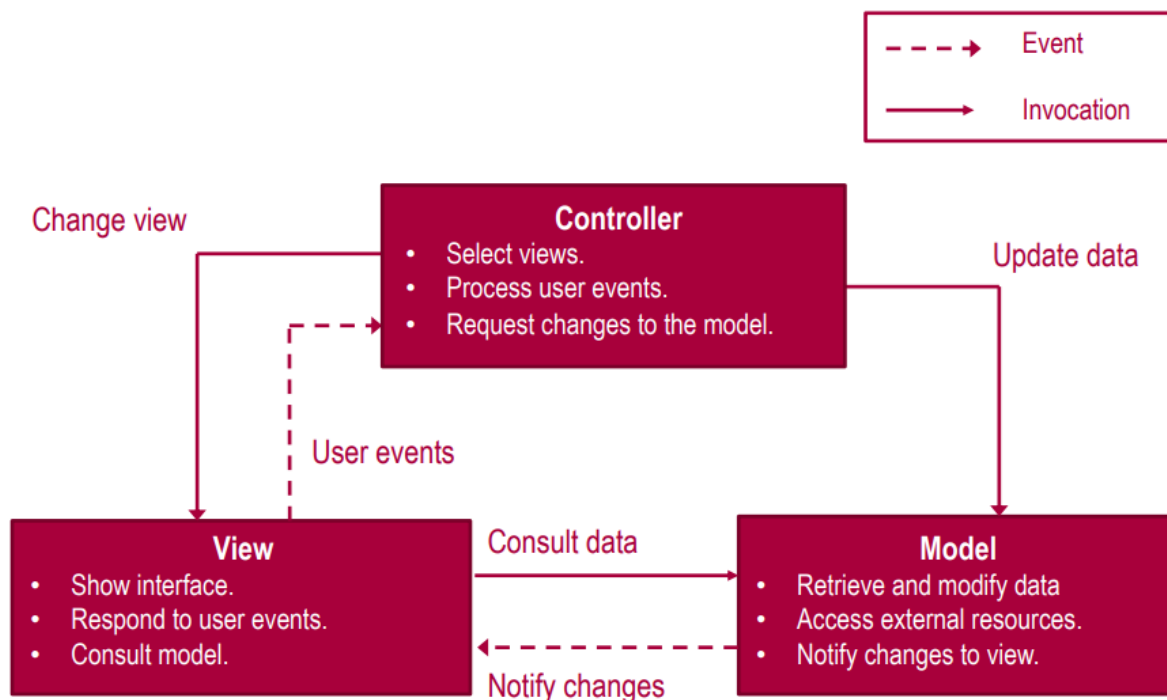 Event
Invocation
Change view
Controller
• Select views.
• Process user events.
• Request changes to the model.
Update data
User events
View
• Show interface.
• Respond to user events.
• Consult model.
Consult data
Notify changes
Model
• Retrieve and modify data
• Access external resources.
• Notify changes to view.